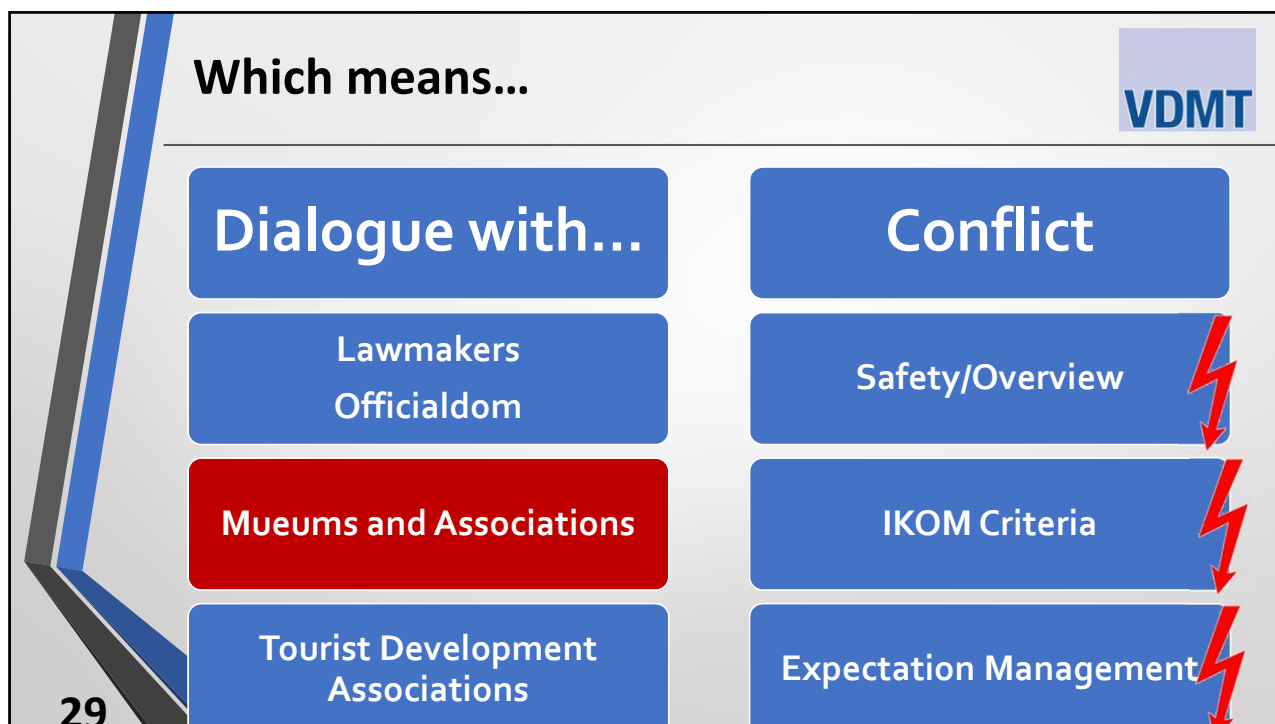 Which means...
VDMT
Dialogue with...
Conflict
Lawmakers
Officialdom
Safety/Overview
Mueums and Associations
IKOM Criteria
Tourist Development
Associations
Expectation Management
29